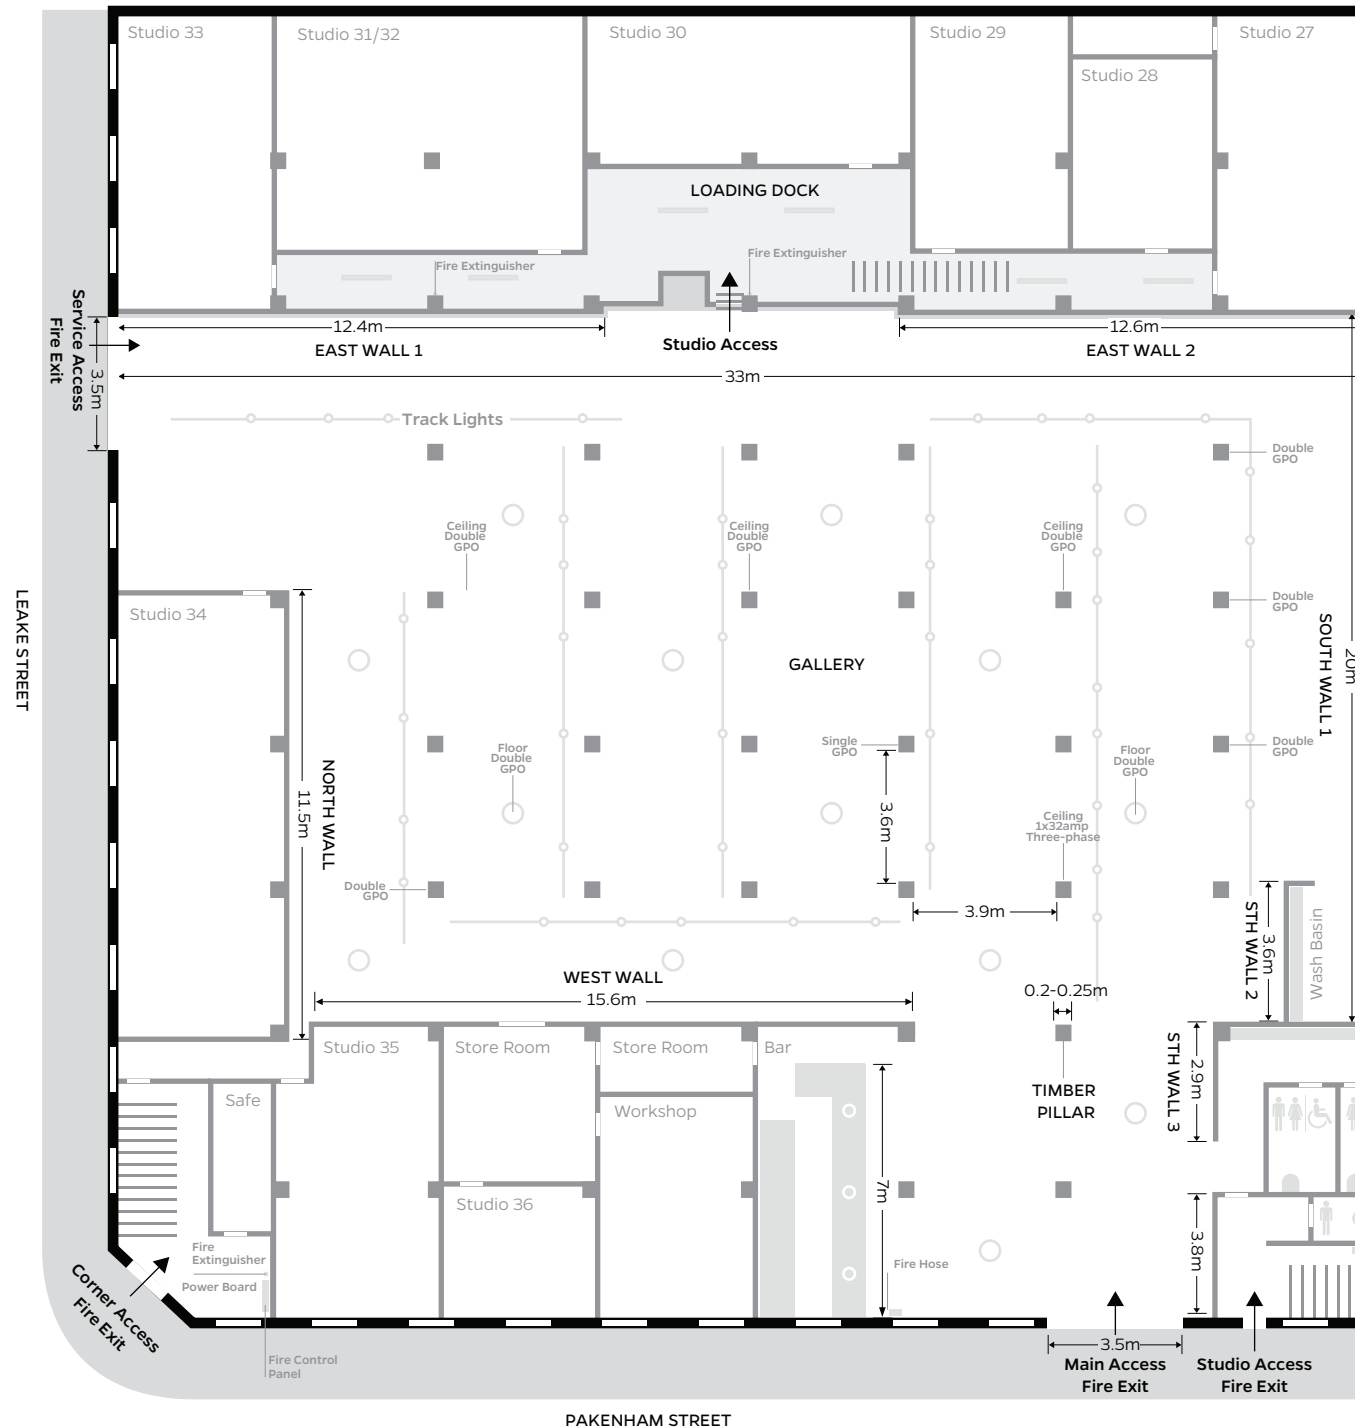 Studio 33
Studio 31/32
Studio 30
Studio 29
Studio 28
Studio 27
LOADING DOCK
Fire Extinguisher
Fire Extinguisher
Service Access
Fire Exit
3.5m
12.4m
EAST WALL 1
Studio Access
12.6m
EAST WALL 2
33m
Track Lights
Double
GPO
Ceiling
Double
GPO
Ceiling
Double
GPO
Ceiling
Double
GPO
Double
GPO
LEAKE STREET
Studio 34
GALLERY
SOUTH WALL 1
20m
NORTH WALL
11.5m
Floor
Double
GPO
Single
GPO
Floor
Double
GPO
Double
GPO
3.6m
Ceiling
1x32amp
Three-phase
Double
GPO
3.9m
STH WALL 2
3.6m
Wash Basin
WEST WALL
15.6m
0.2-0.25m
Studio 35
Store Room
Store Room
Bar
Safe
Workshop
TIMBER
PILLAR
STH WALL 3
2.9m
7m
Studio 36
3.8m
Fire
Extinguisher
Power Board
Fire Hose
Corner Access
Fire Exit
Fire Control
Panel
3.5m
Main Access
Fire Exit
Studio Access
Fire Exit
PAKENHAM STREET